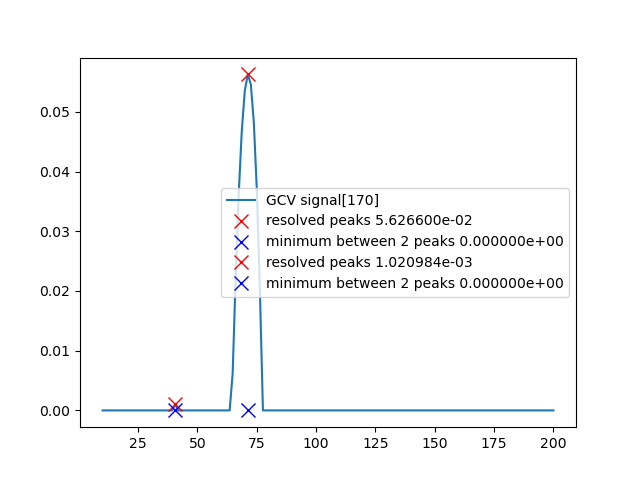 0.05
0.04
0.03
0.02
0.01
0.00
GCV signal[170]
resolved peaks 5.626600e-02
minimum between 2 peaks 0.000000e+00
resolved peaks 1.020984e-03
minimum between 2 peaks 0.000000e+00
25 50 75 100 125 150 175 200